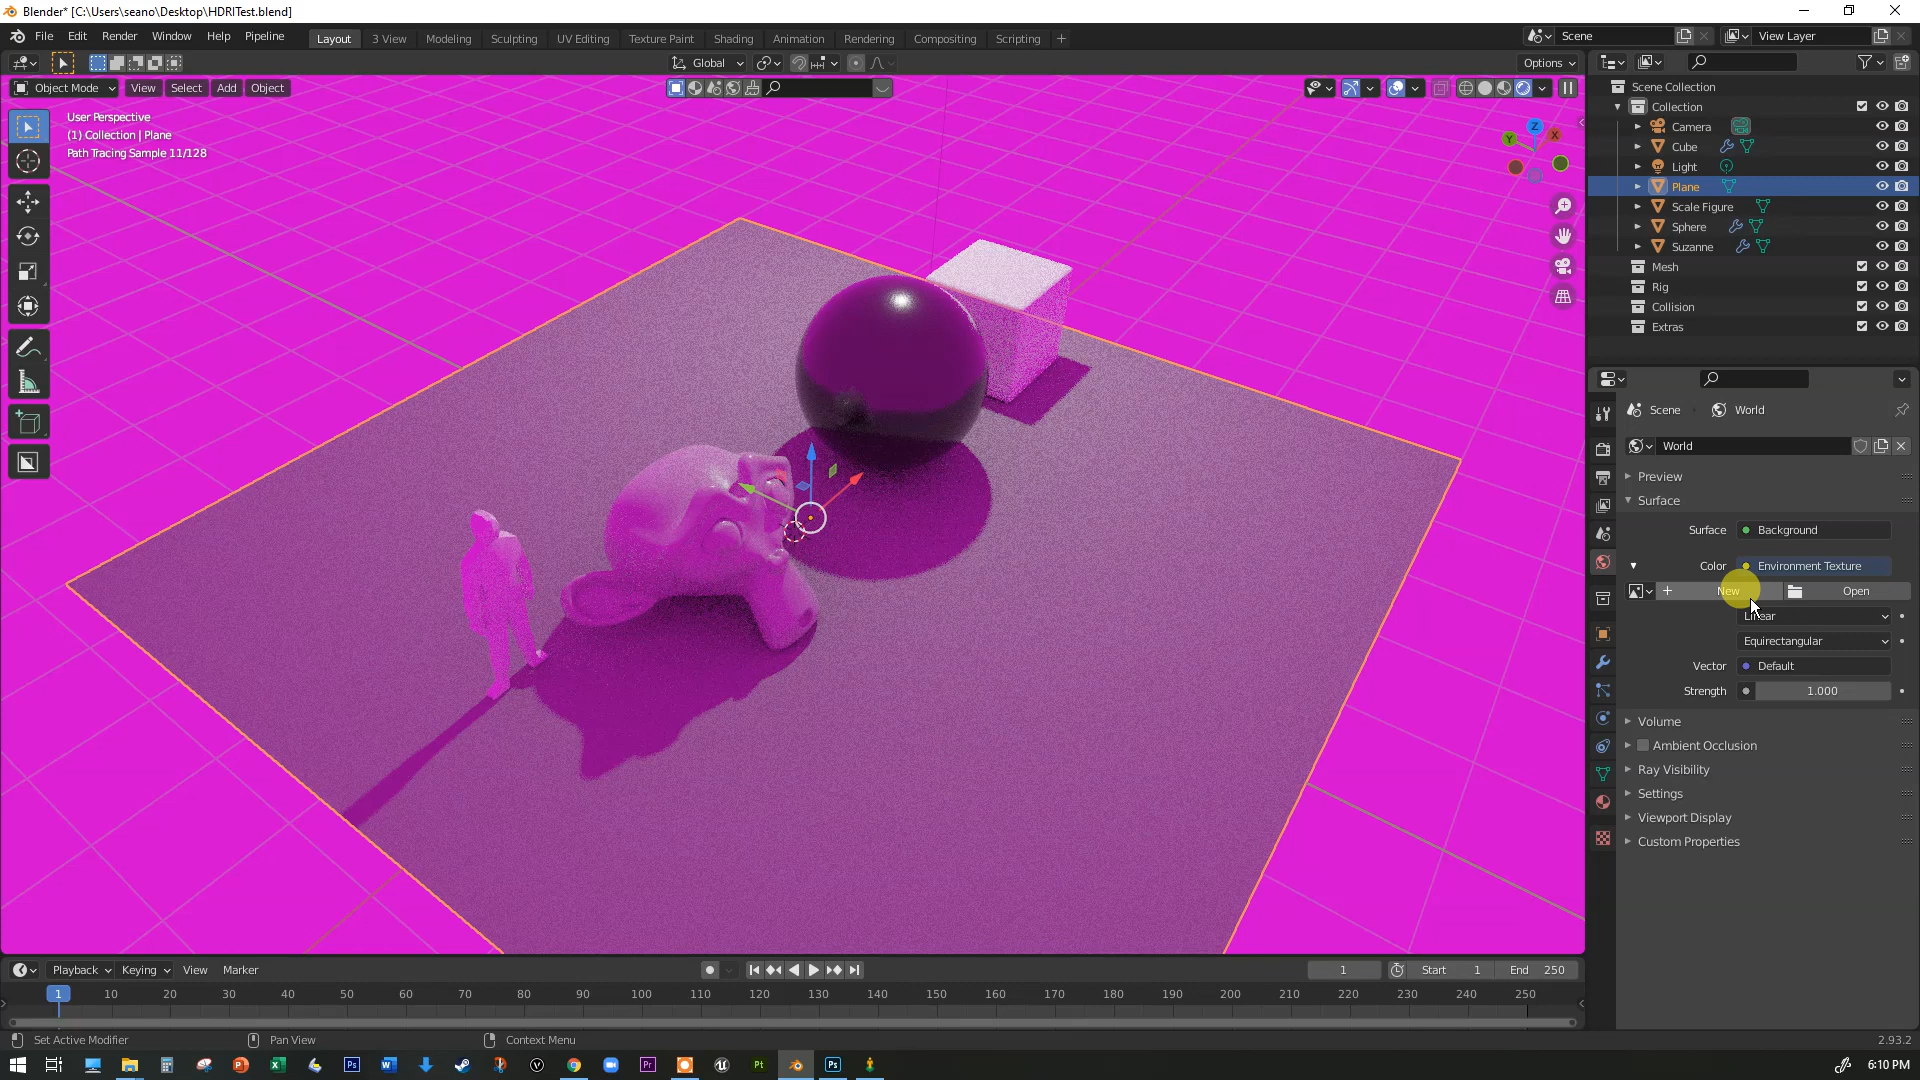 Blender* [C:\Users\seano\Desktop\HDRITest.blend]
File Edit Render Window Help Pipeline
Layout 3 View Modeling Sculpting UV Editing Texture Paint Shading Animation Rendering Compositing Scripting +
Scene View Layer
Global Options
Object Mode View Select Add Object
User Perspective
(1) Collection | Plane
Path Tracing Sample 11/128
Z
Y
X
Scene Collection
Collection
Camera
Cube
Light
Plane
Scale Figure
Sphere
Suzanne
Mesh
Rig
Collision
Extras
Scene World
World
Preview
Surface
Surface Background
Color Environment Texture
New Open
Linear
Equirectangular
Vector Default
Strength 1.000
Volume
Ambient Occlusion
Ray Visibility
Settings
Viewport Display
Custom Properties
Playback Keying View Marker
1 Start 1 End 250
1 10 20 30 40 50 60 70 80 90 100 110 120 130 140 150 160 170 180 190 200 210 220 230 240 250
Set Active Modifier Pan View Context Menu 2.93.2
Ps Pr Pt Ps 6:10 PM